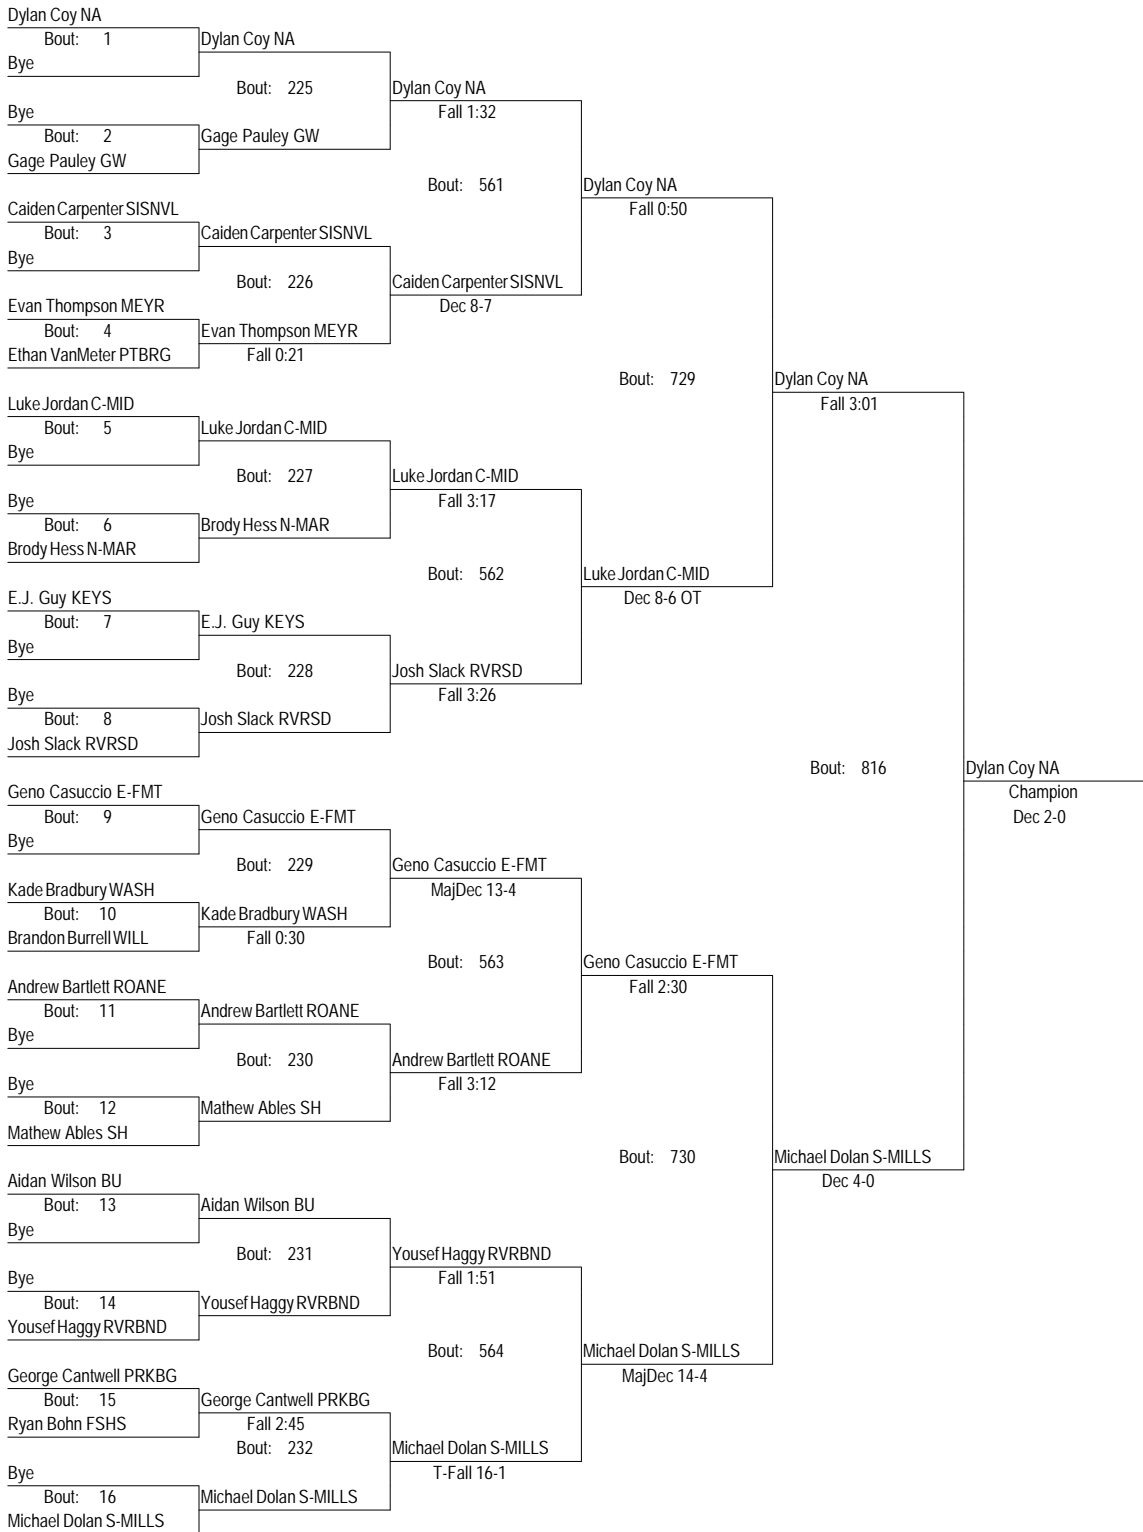 Dylan Coy NA
Bout: 1
Dylan Coy NA
Bye
Bout: 225
Dylan Coy NA
Bye
Fall 1:32
Bout: 2
Gage Pauley GW
Gage Pauley GW
Bout: 561
Dylan Coy NA
Caiden Carpenter SISNVL
Fall 0:50
Bout: 3
Caiden Carpenter SISNVL
Bye
Bout: 226
Caiden Carpenter SISNVL
Evan Thompson MEYR
Dec 8-7
Bout: 4
Evan Thompson MEYR
Ethan VanMeter PTBRG
Fall 0:21
Bout: 729
Dylan Coy NA
Luke Jordan C-MID
Fall 3:01
Bout: 5
Luke Jordan C-MID
Bye
Bout: 227
Luke Jordan C-MID
Bye
Fall 3:17
Bout: 6
Brody Hess N-MAR
Brody Hess N-MAR
Bout: 562
Luke Jordan C-MID
E.J. Guy KEYS
Dec 8-6 OT
Bout: 7
E.J. Guy KEYS
Bye
Bout: 228
Josh Slack RVRSD
Bye
Fall 3:26
Bout: 8
Josh Slack RVRSD
Josh Slack RVRSD
Bout: 816
Dylan Coy NA
Geno Casuccio E-FMT
Champion
Bout: 9
Geno Casuccio E-FMT
Dec 2-0
Bye
Bout: 229
Geno Casuccio E-FMT
Kade Bradbury WASH
MajDec 13-4
Bout: 10
Kade Bradbury WASH
Brandon Burrell WILL
Fall 0:30
Bout: 563
Geno Casuccio E-FMT
Andrew Bartlett ROANE
Fall 2:30
Bout: 11
Andrew Bartlett ROANE
Bye
Bout: 230
Andrew Bartlett ROANE
Bye
Fall 3:12
Bout: 12
Mathew Ables SH
Mathew Ables SH
Bout: 730
Michael Dolan S-MILLS
Aidan Wilson BU
Dec 4-0
Bout: 13
Aidan Wilson BU
Bye
Bout: 231
Yousef Haggy RVRBND
Bye
Fall 1:51
Bout: 14
Yousef Haggy RVRBND
Yousef Haggy RVRBND
Bout: 564
Michael Dolan S-MILLS
George Cantwell PRKBG
MajDec 14-4
Bout: 15
George Cantwell PRKBG
Ryan Bohn FSHS
Fall 2:45
Bout: 232
Michael Dolan S-MILLS
Bye
T-Fall 16-1
Bout: 16
Michael Dolan S-MILLS
Michael Dolan S-MILLS